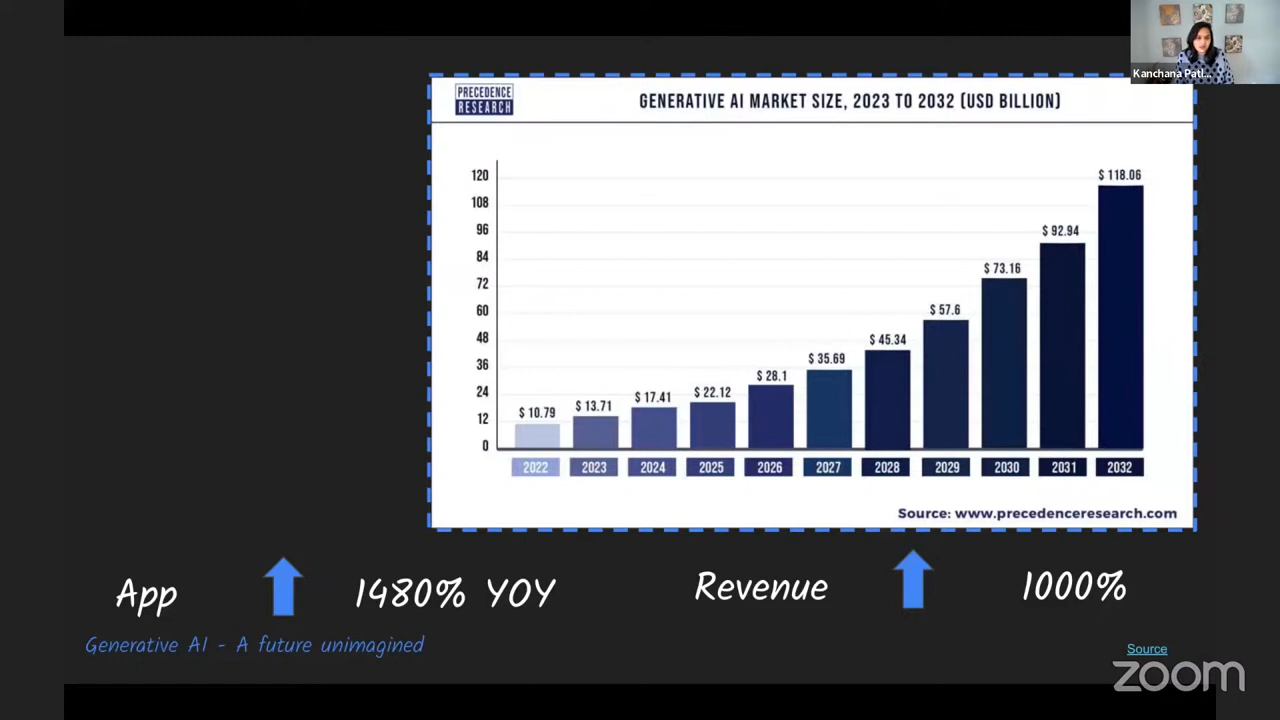 Kanchana Patl...
PRECEDENCE
RESEARCH
GENERATIVE AI MARKET SIZE, 2023 TO 2032 (USD BILLION)
120
108
96
84
72
60
48
36
24
12
0
$ 10.79
$ 13.71
$ 17.41
$ 22.12
$ 28.1
$ 35.69
$ 45.34
$ 57.6
$ 73.16
$ 92.94
$ 118.06
2022 2023 2024 2025 2026 2027 2028 2029 2030 2031 2032
Source: www.precedenceresearch.com
App 1480% YOY Revenue 1000%
Generative AI - A future unimagined
Source
zoom